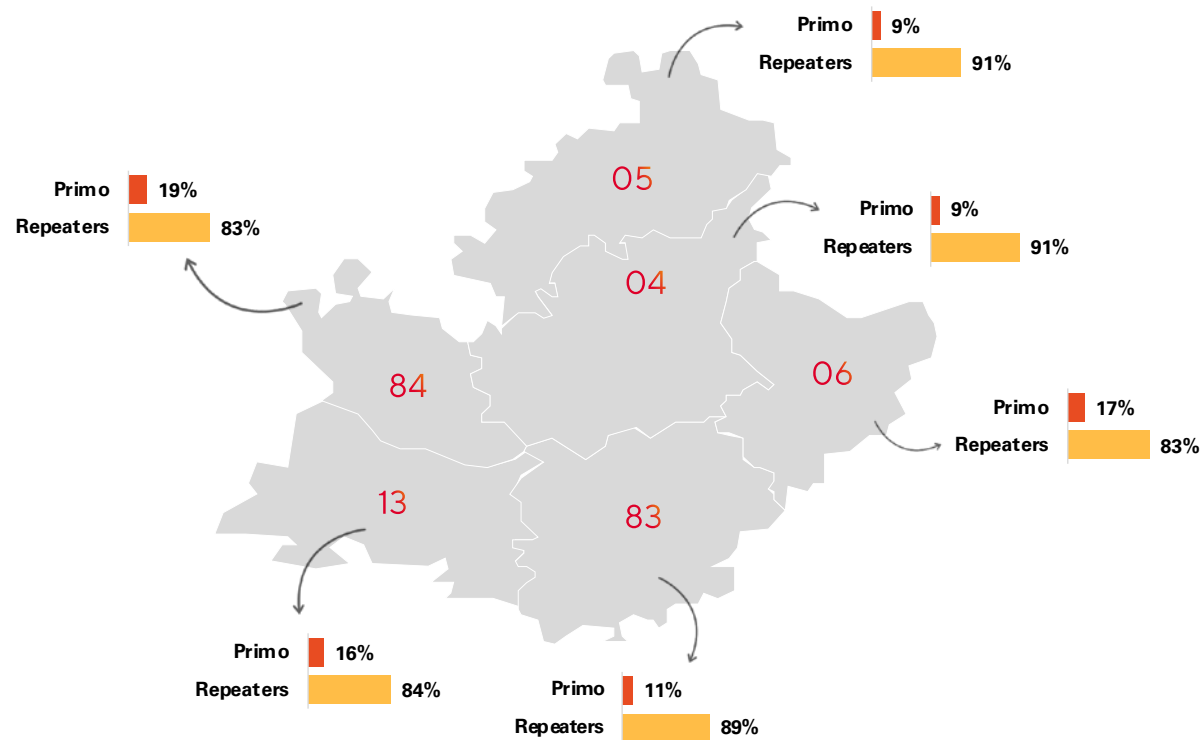 Primo 9%
Repeaters 91%
05
Primo 19%
Repeaters 83%
Primo 9%
Repeaters 91%
04
84
06
Primo 17%
Repeaters 83%
13
83
Primo 16%
Repeaters 84%
Primo 11%
Repeaters 89%